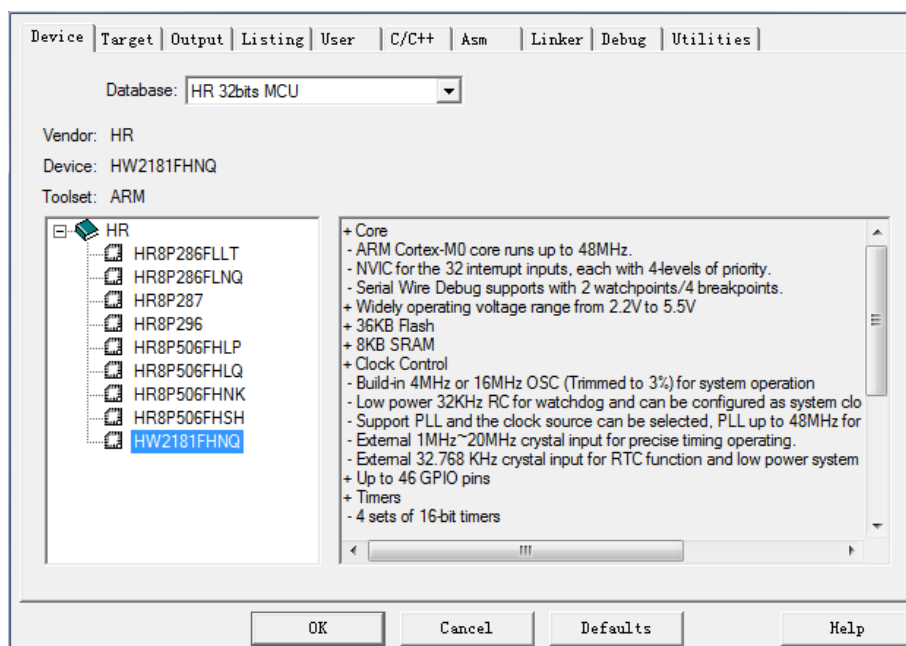 Device Target Output Listing User C/C++ Asm Linker Debug Utilities
Database: HR 32bits MCU
Vendor: HR
Device: HW2181FHNQ
Toolset: ARM
HR
HR8P286FLLT
HR8P286FLNQ
HR8P287
HR8P296
HR8P506FHLP
HR8P506FHLQ
HR8P506FHNK
HR8P506FHSH
HW2181FHNQ
+ Core
- ARM Cortex-M0 core runs up to 48MHz.
- NVIC for the 32 interrupt inputs, each with 4-levels of priority.
- Serial Wire Debug supports with 2 watchpoints/4 breakpoints.
+ Widely operating voltage range from 2.2V to 5.5V
+ 36KB Flash
+ 8KB SRAM
+ Clock Control
- Build-in 4MHz or 16MHz OSC (Trimmed to 3%) for system operation
- Low power 32KHz RC for watchdog and can be configured as system clo
- Support PLL and the clock source can be selected, PLL up to 48MHz for
- External 1MHz~20MHz crystal input for precise timing operating.
- External 32.768 KHz crystal input for RTC function and low power system
+ Up to 46 GPIO pins
+ Timers
- 4 sets of 16-bit timers
OK Cancel Defaults Help